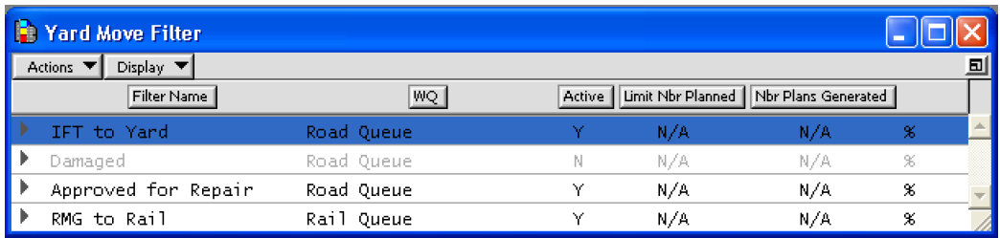 Yard Move Filter
Actions Display
Filter Name WQ Active Limit Nbr Planned Nbr Plans Generated
IFT to Yard Road Queue Y N/A N/A %
Damaged Road Queue N N/A N/A %
Approved for Repair Road Queue Y N/A N/A %
RMG to Rail Rail Queue Y N/A N/A %